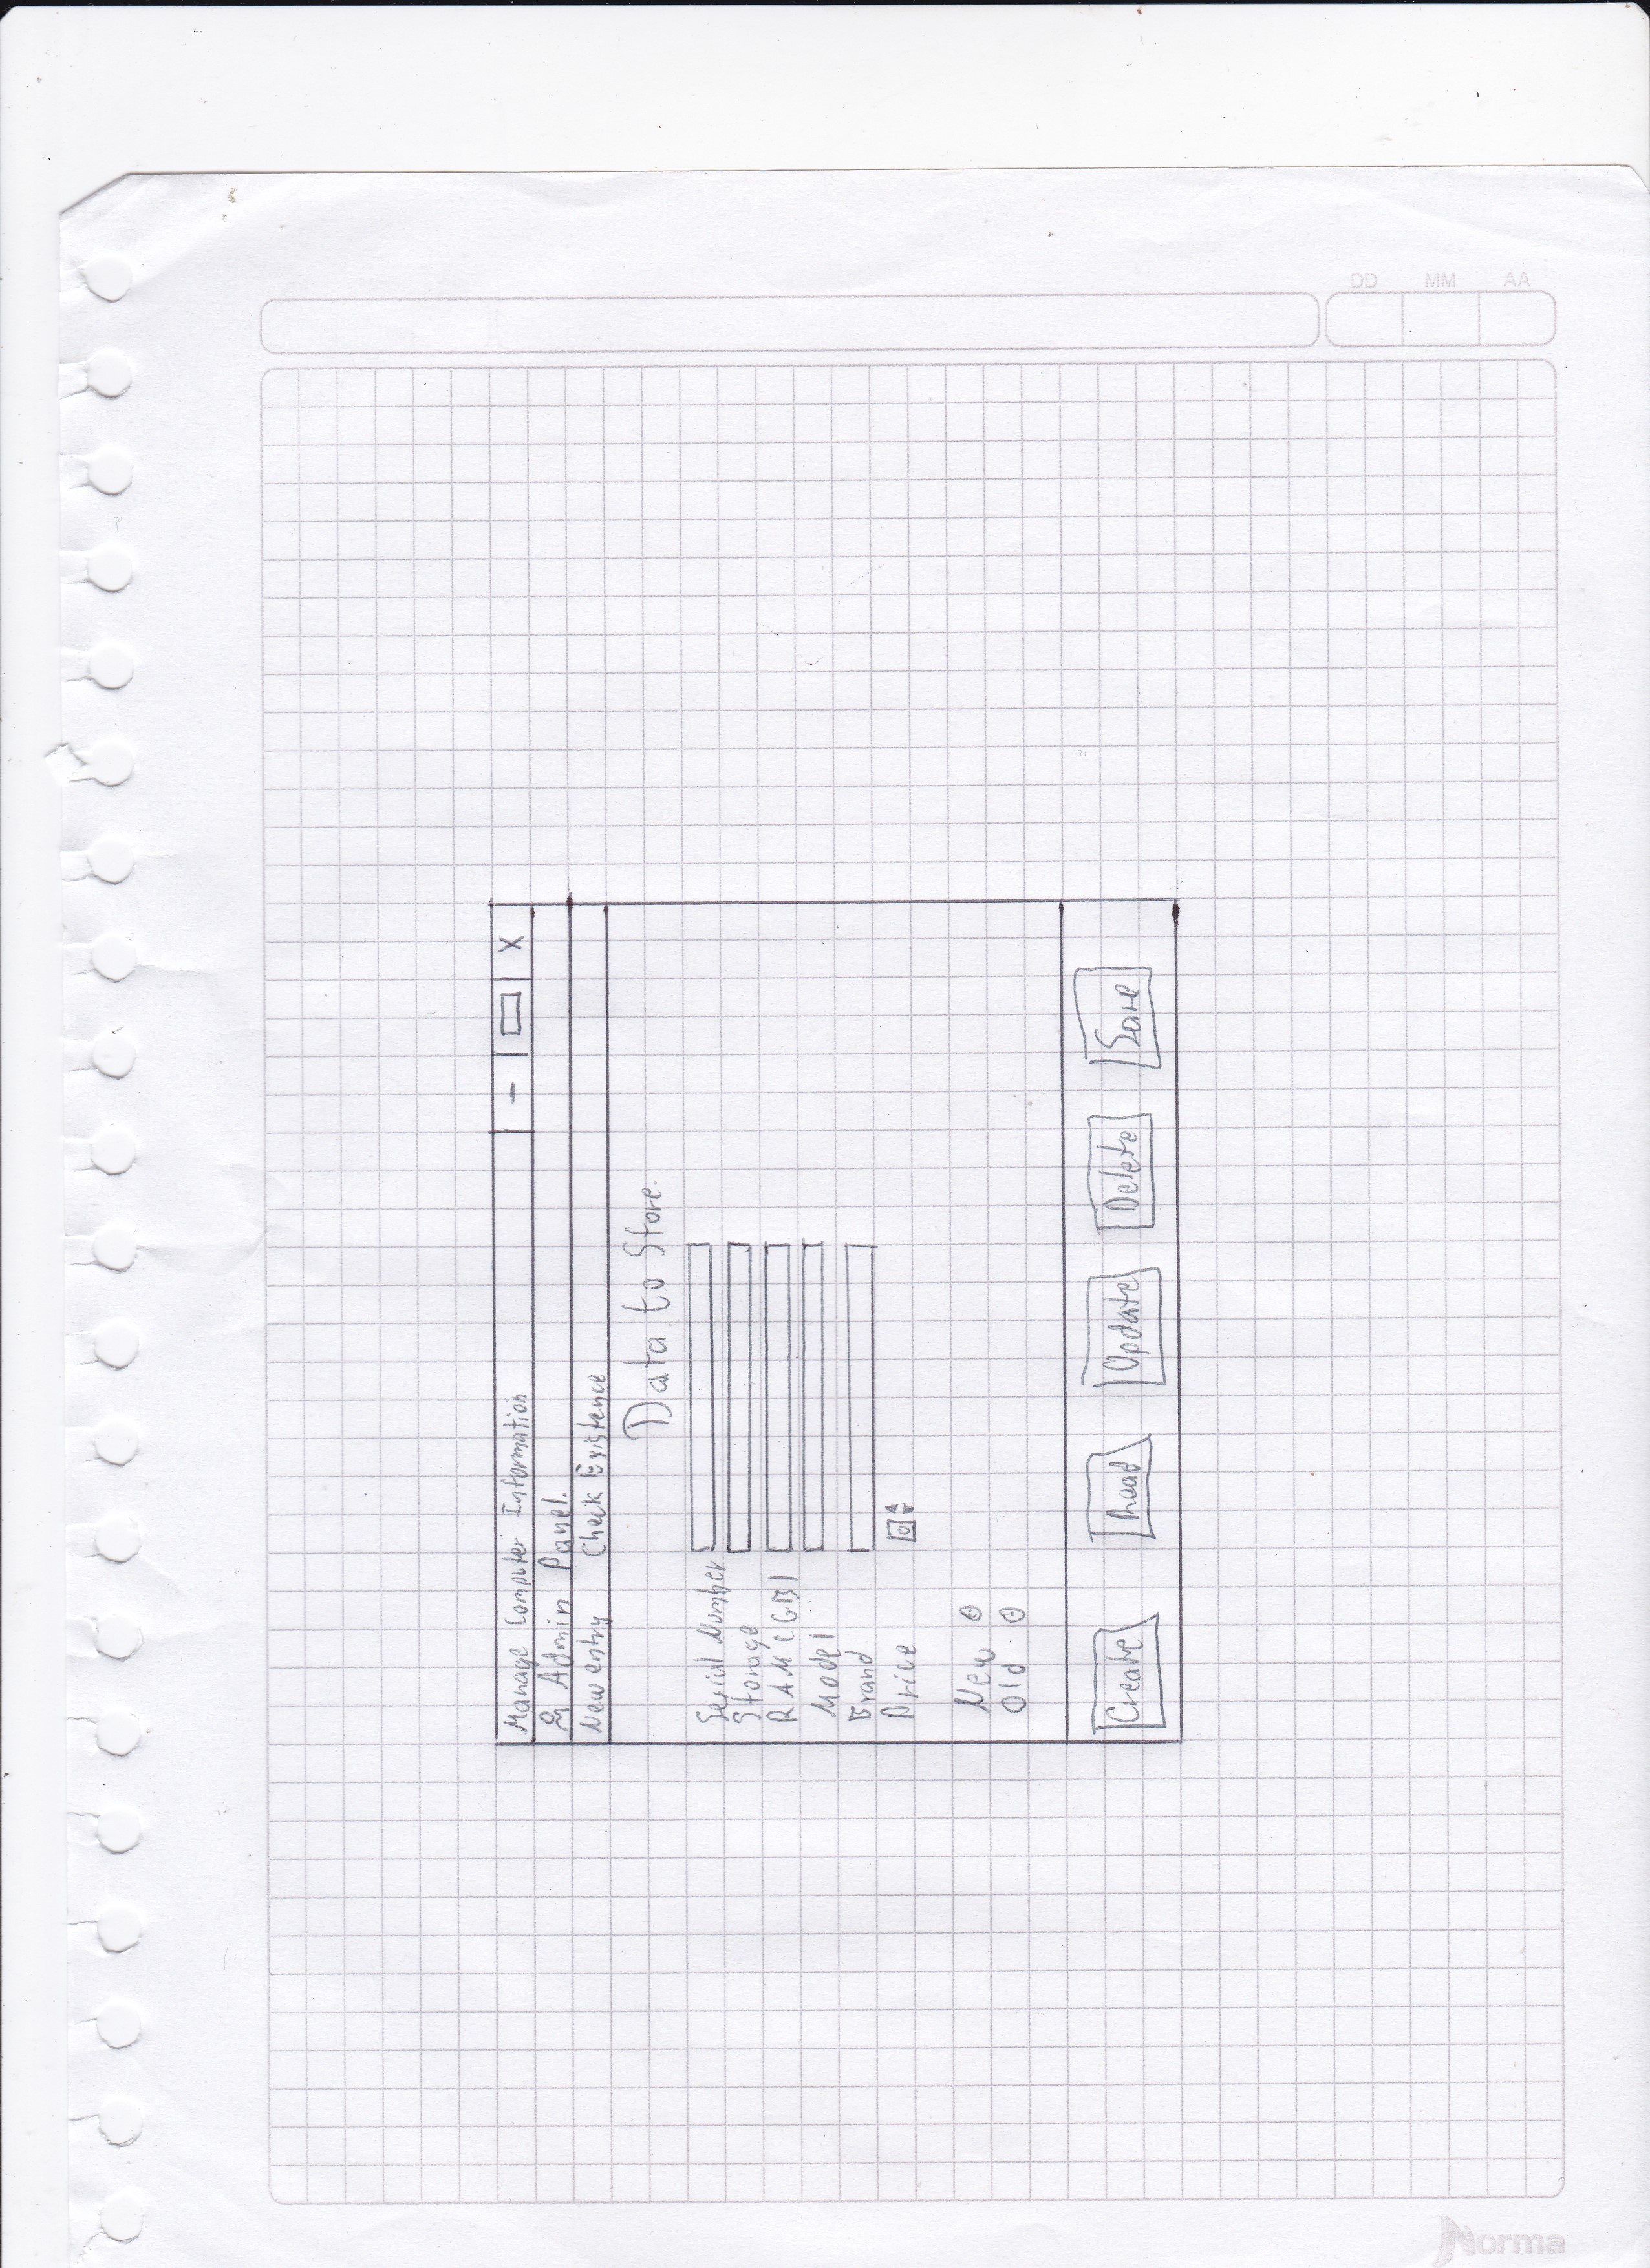 DD MM AA
Manage Computer Information - X
Admin Panel.
New entry Check Existence
Data to Store.
Serial Number
Storage
RAM (GB)
Model
Brand
Price 0
New
Old
Create Read Update Delete Save
Norma